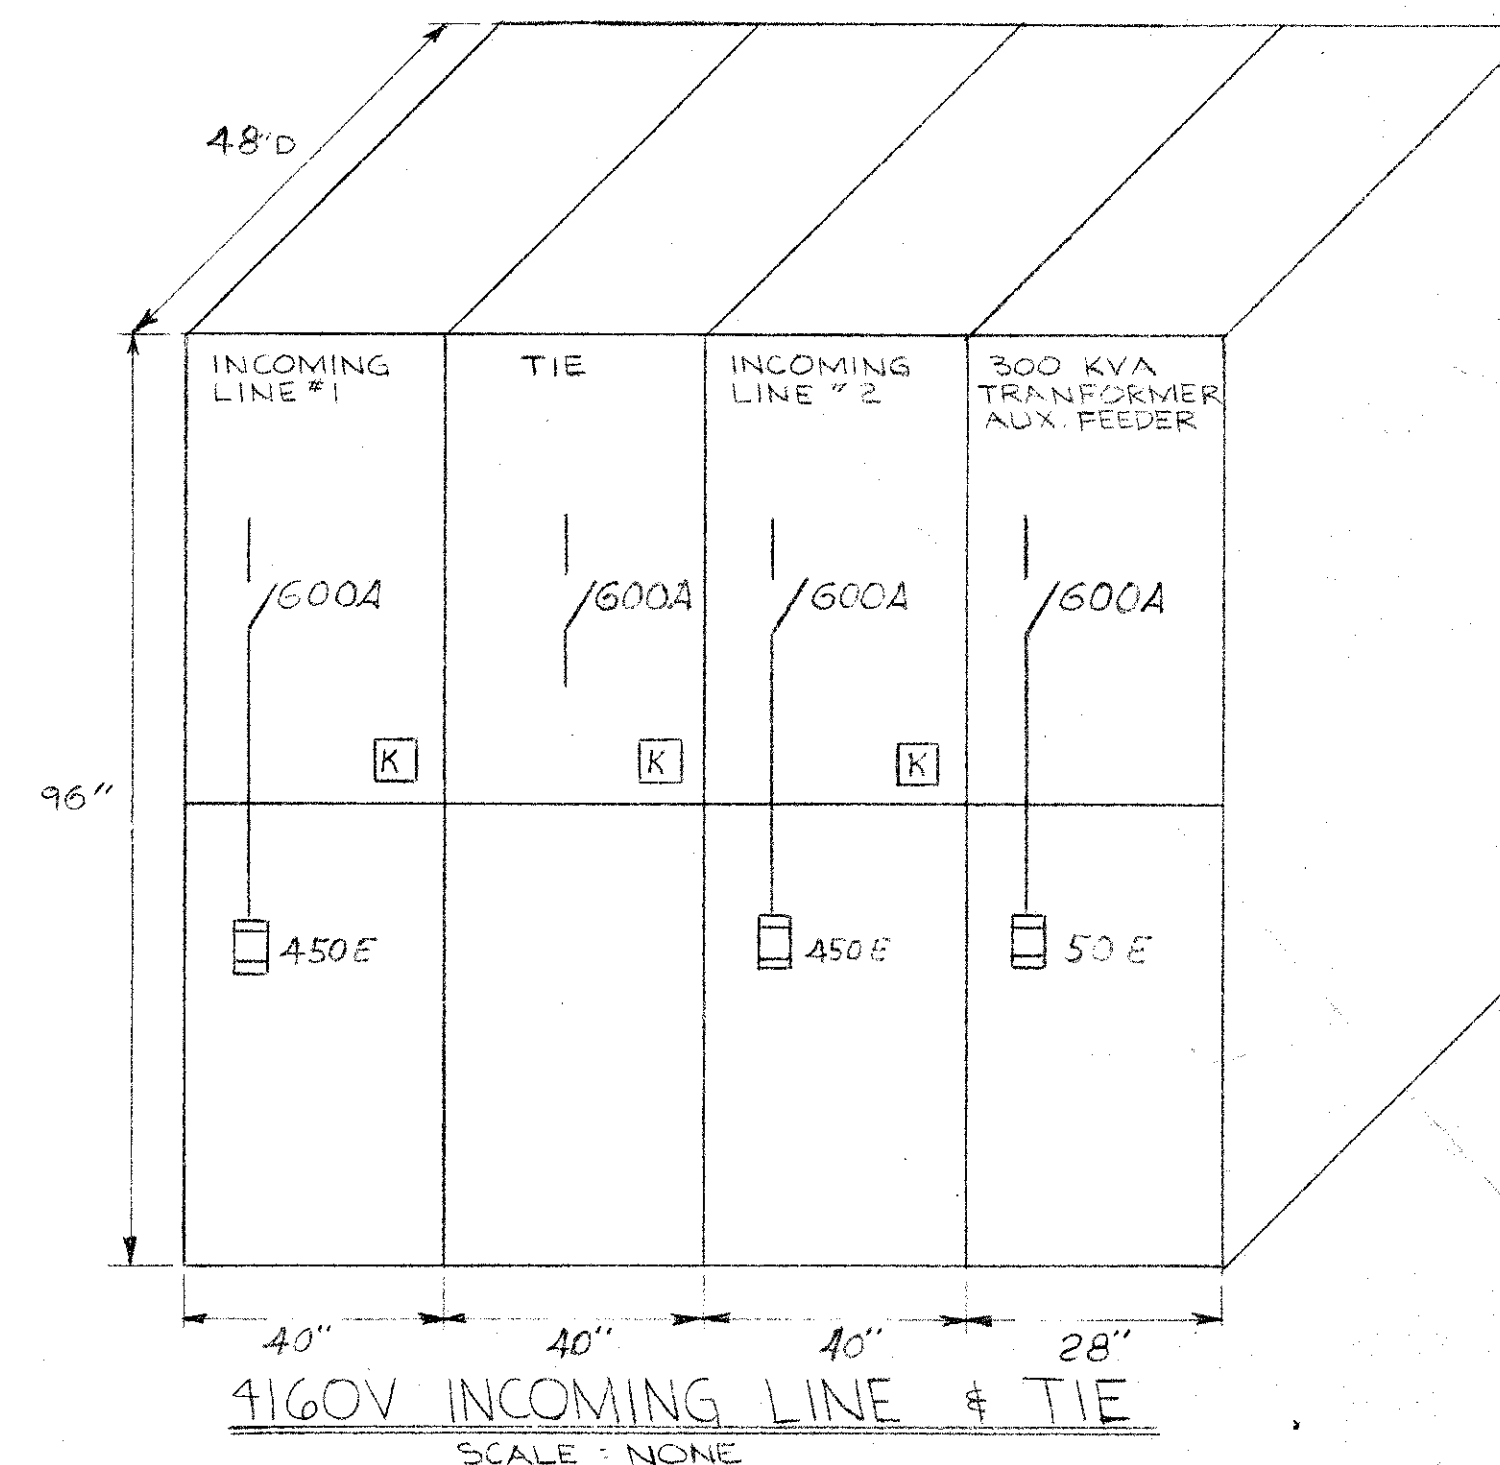 48"D
INCOMING
LINE #1
TIE
INCOMING
LINE #2
300 KVA
TRANFORMER
AUX. FEEDER
600A
600A
600A
600A
K
K
K
96"
450E
450E
50E
40"
40"
40"
28"
4160V INCOMING LINE & TIE
SCALE : NONE